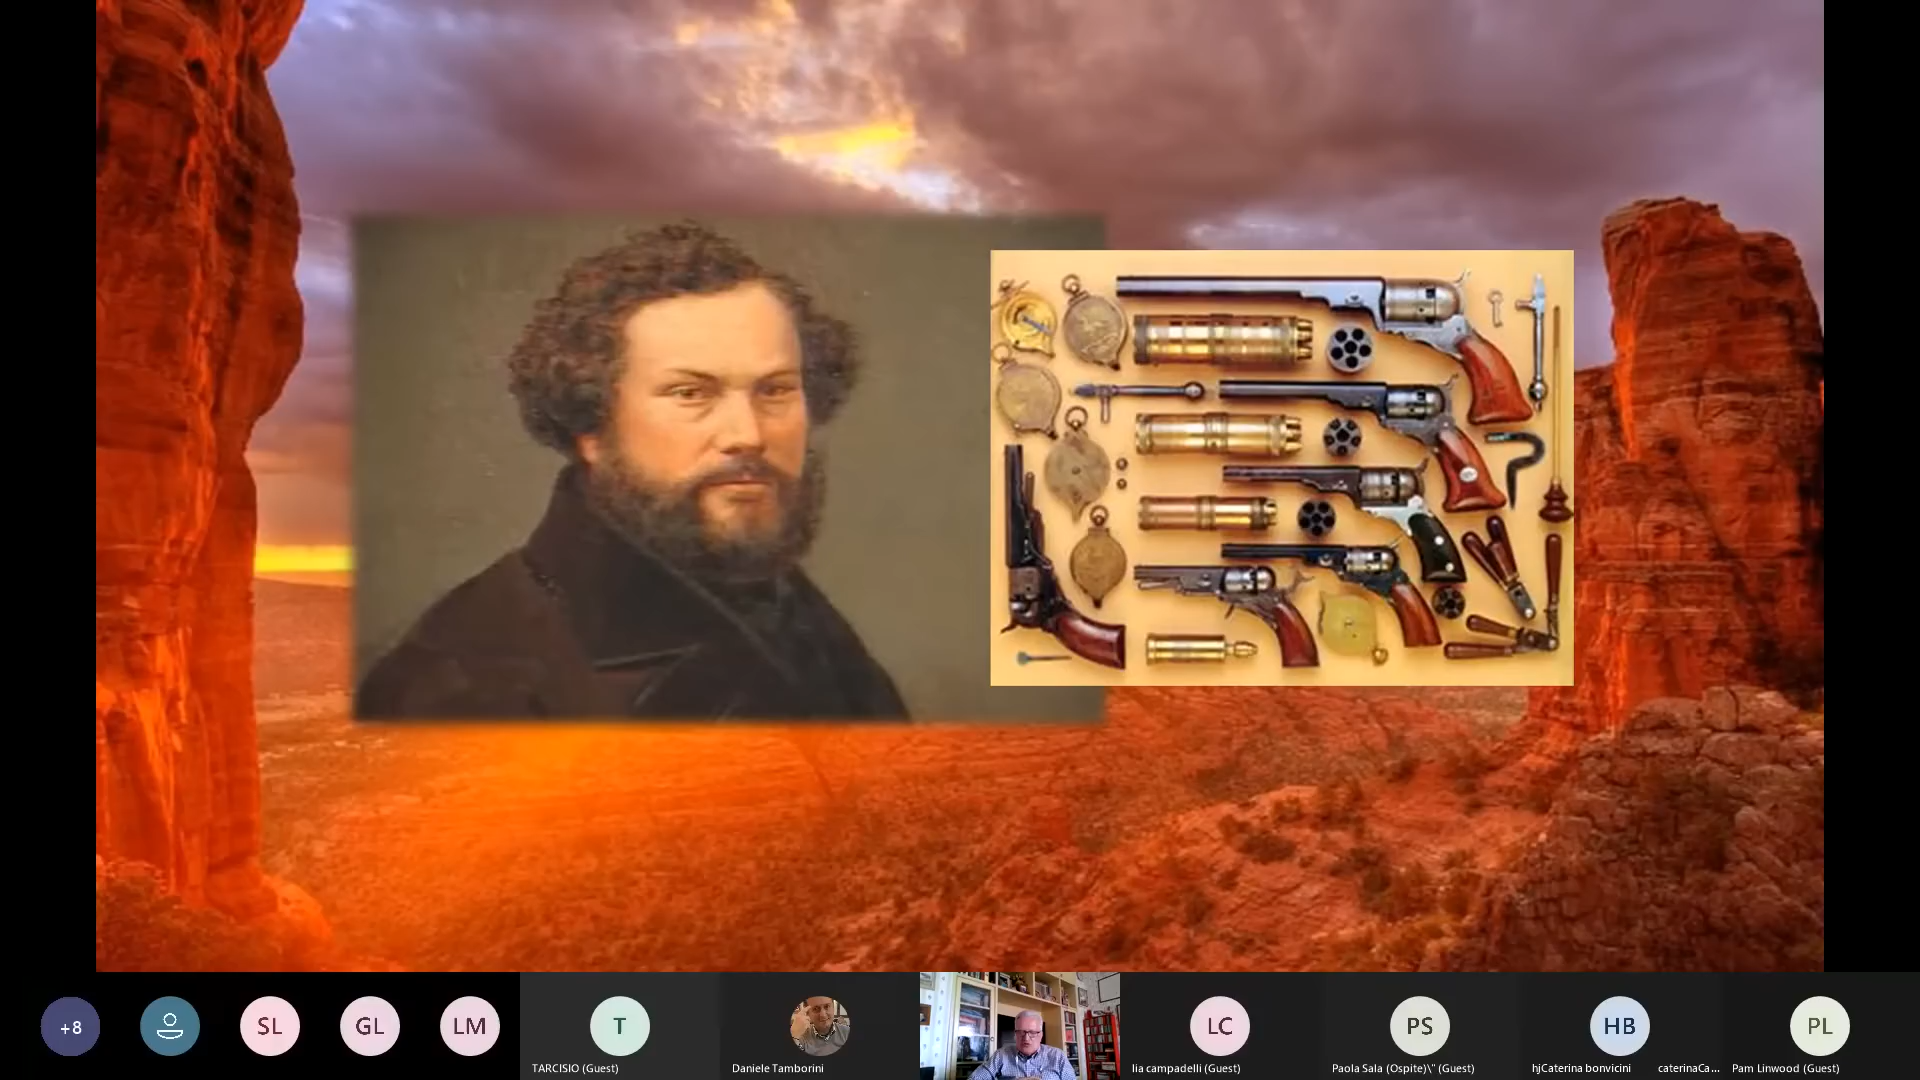 +8
SL
GL
LM
T
LC
PS
HB
PL
TARCISIO (Guest)
Daniele Tamborini
lia campadelli (Guest)
Paola Sala (Ospite)\" (Guest)
hjCaterina bonvicini
caterinaCa...
Pam Linwood (Guest)